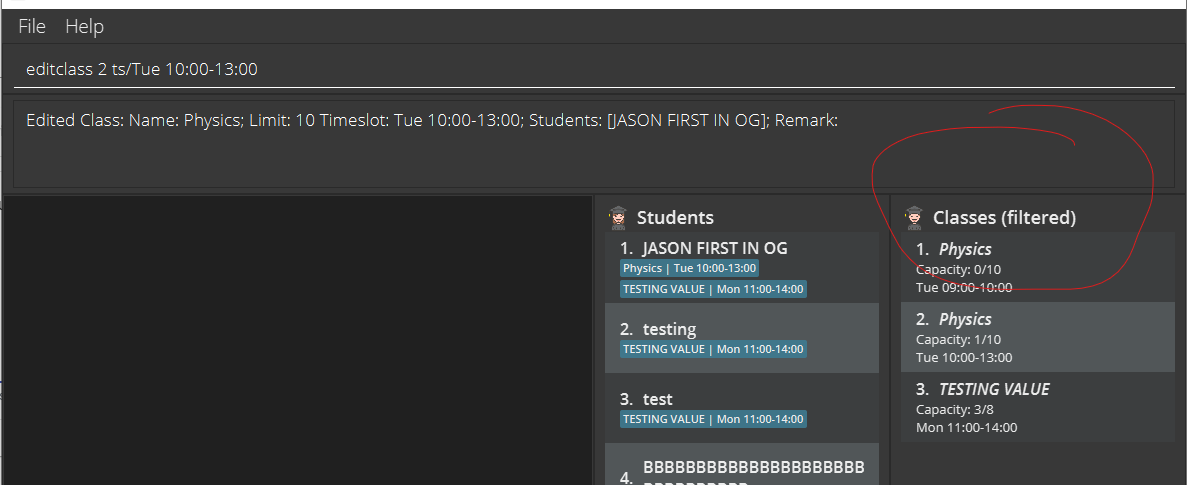 File Help
editclass 2 ts/Tue 10:00-13:00
Edited Class: Name: Physics; Limit: 10 Timeslot: Tue 10:00-13:00; Students: [JASON FIRST IN OG]; Remark:
Students
1. JASON FIRST IN OG
Physics | Tue 10:00-13:00
TESTING VALUE | Mon 11:00-14:00
2. testing
TESTING VALUE | Mon 11:00-14:00
3. test
TESTING VALUE | Mon 11:00-14:00
4. BBBBBBBBBBBBBBBBBBBBB
Classes (filtered)
1. Physics
Capacity: 0/10
Tue 09:00-10:00
2. Physics
Capacity: 1/10
Tue 10:00-13:00
3. TESTING VALUE
Capacity: 3/8
Mon 11:00-14:00